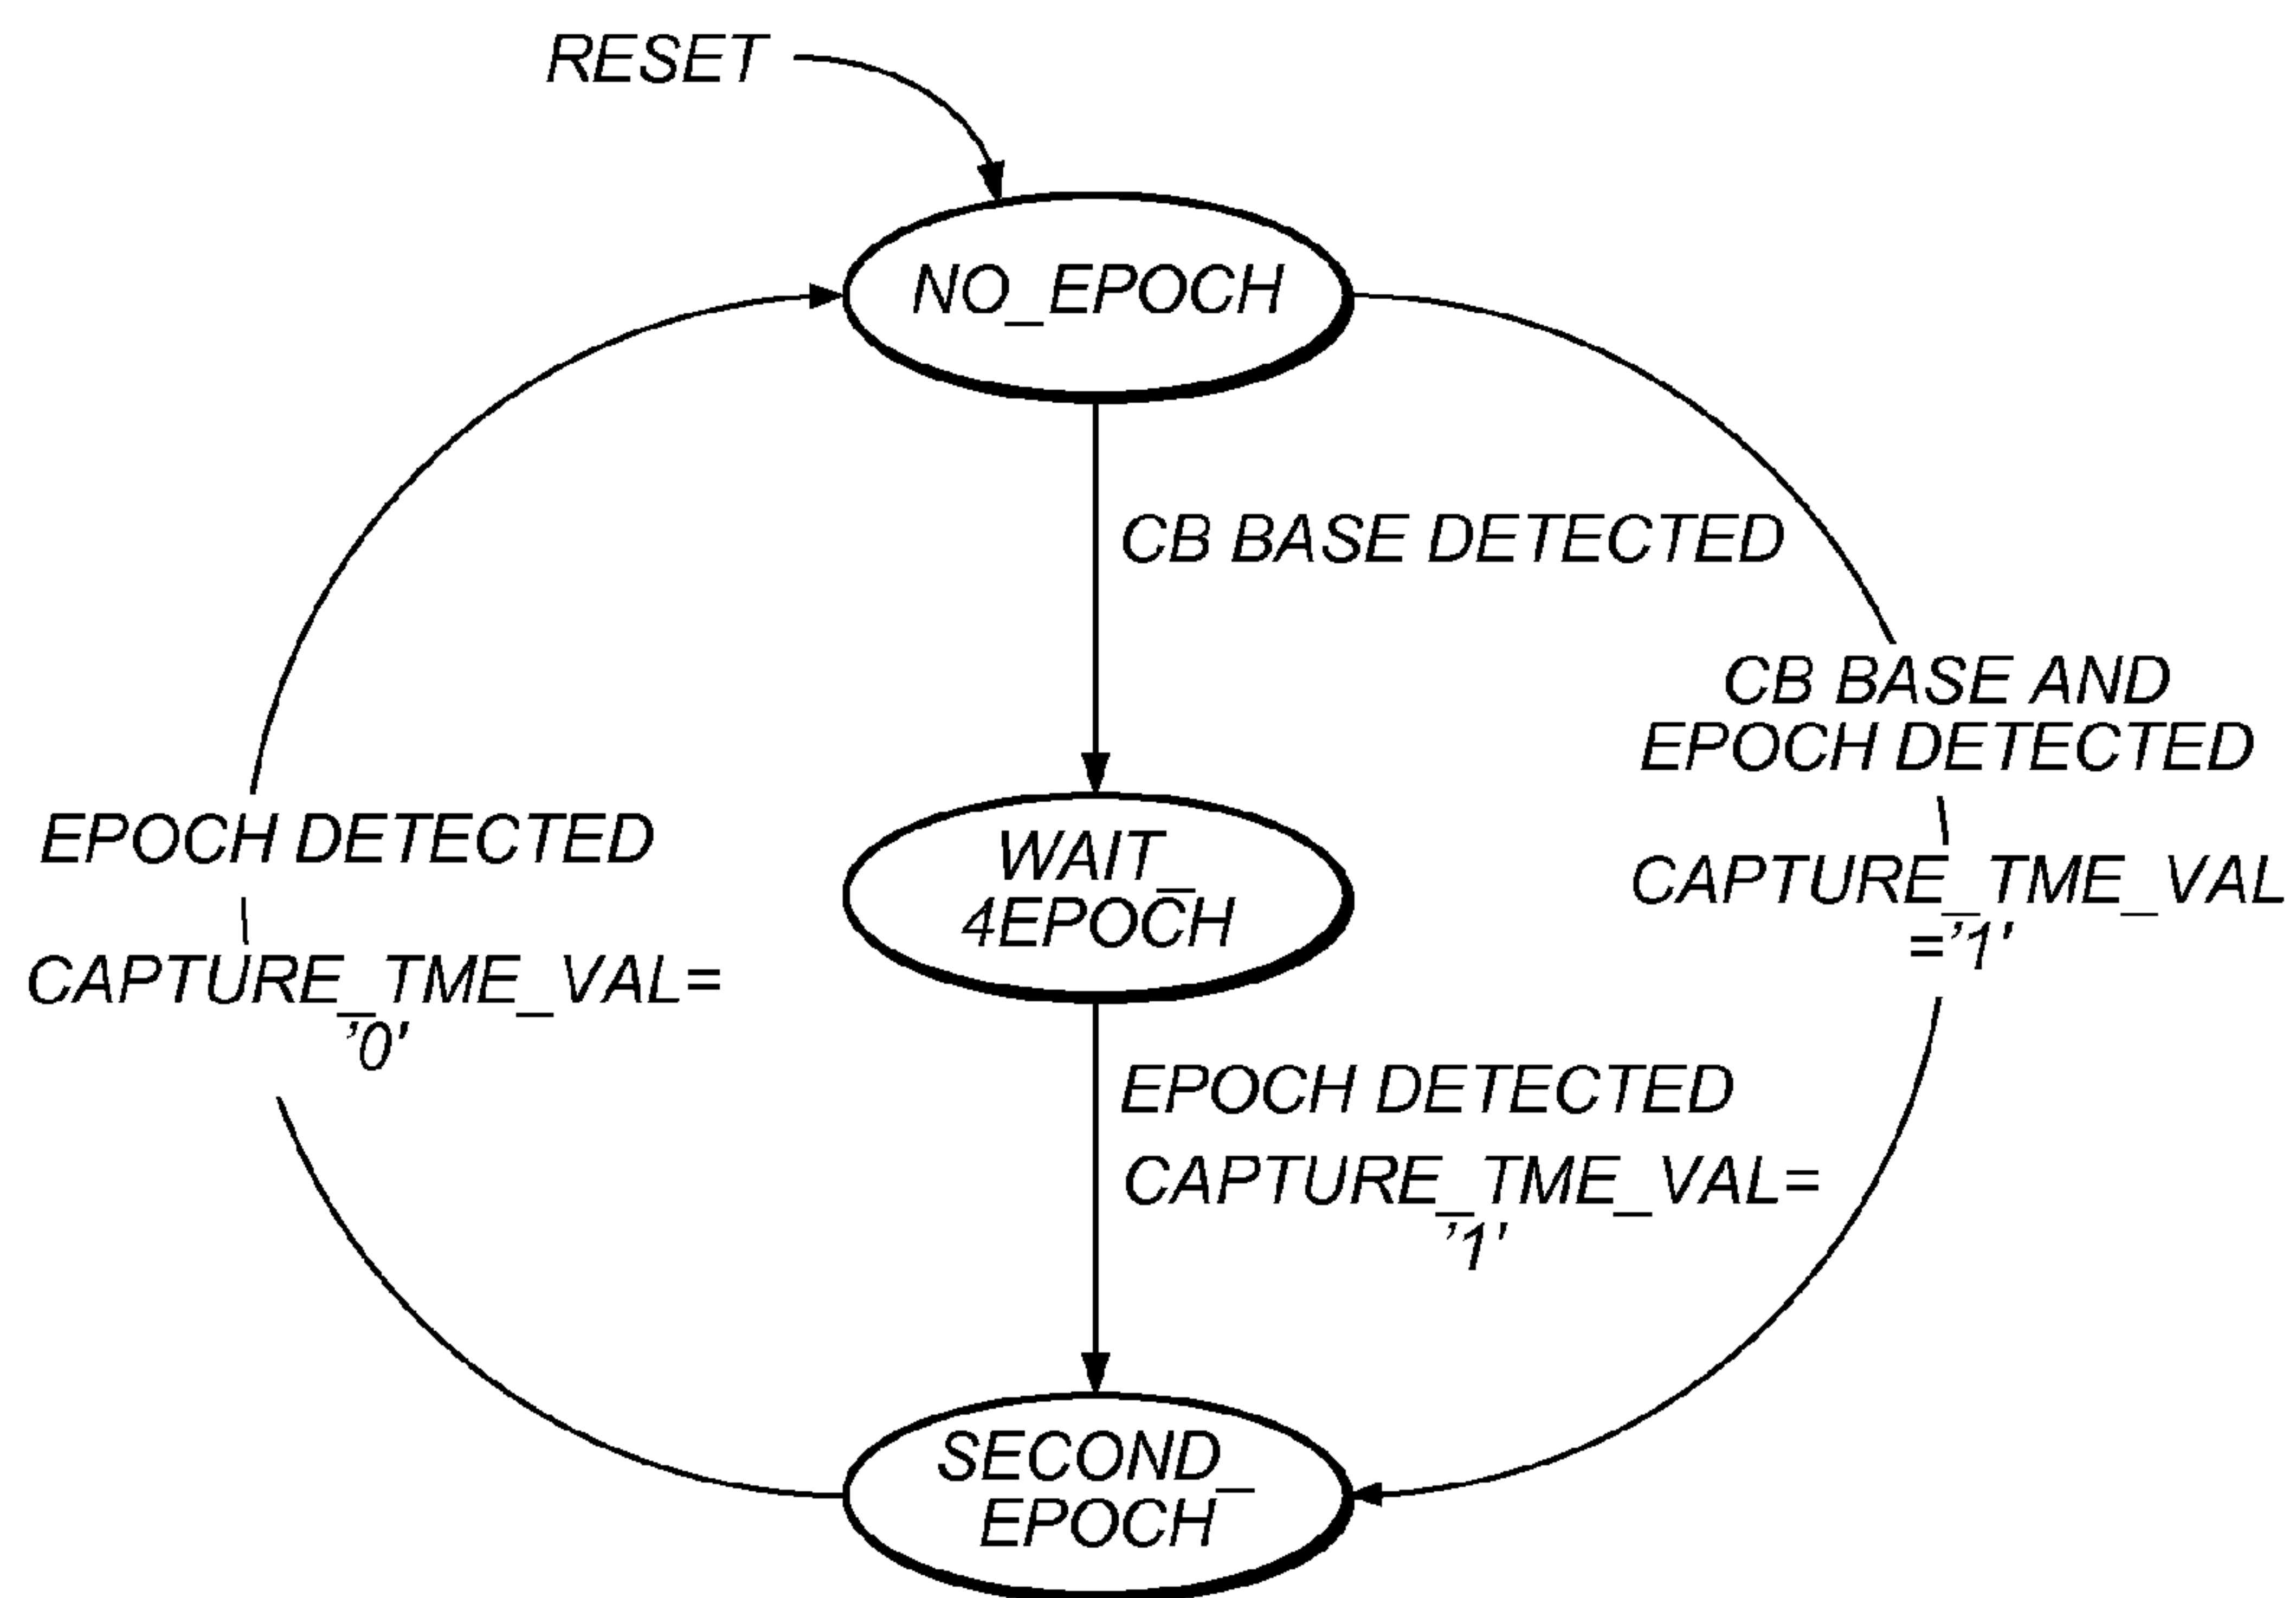 RESET
NO_EPOCH
CB BASE DETECTED
CB BASE AND
EPOCH DETECTED
CAPTURE_TME_VAL
='1'
EPOCH DETECTED
CAPTURE_TME_VAL=
'0'
WAIT_
4EPOCH
EPOCH DETECTED
CAPTURE_TME_VAL=
'1'
SECOND_
EPOCH